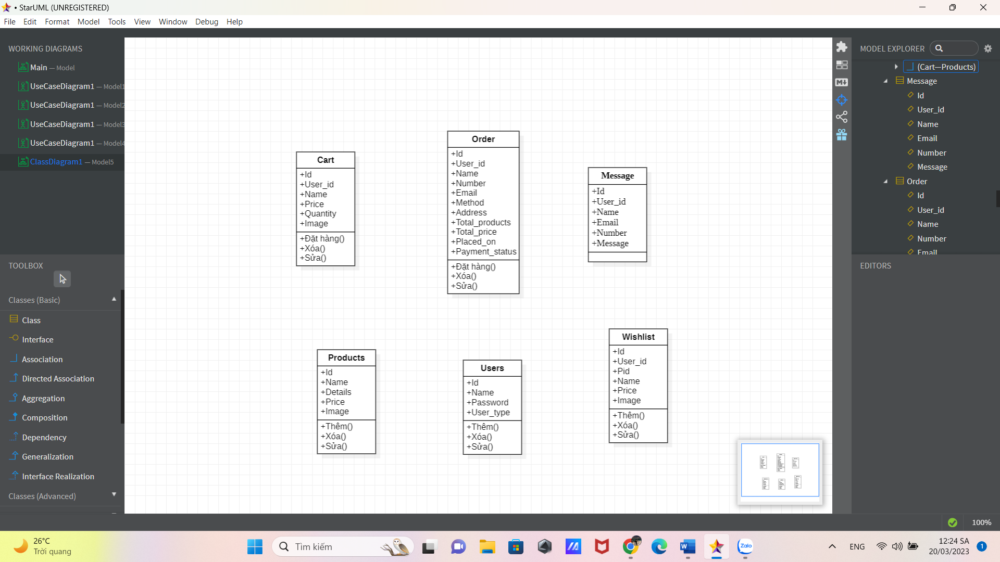 • StarUML (UNREGISTERED)
File Edit Format Model Tools View Window Debug Help
WORKING DIAGRAMS
Main — Model
UseCaseDiagram1 — Model1
UseCaseDiagram1 — Model2
UseCaseDiagram1 — Model3
UseCaseDiagram1 — Model4
ClassDiagram1 — Model5
TOOLBOX
Classes (Basic)
Class
Interface
Association
Directed Association
Aggregation
Composition
Dependency
Generalization
Interface Realization
Classes (Advanced)
Cart
+Id
+User_id
+Name
+Price
+Quantity
+Image
+Đặt hàng()
+Xóa()
+Sửa()
Order
+Id
+User_id
+Name
+Number
+Email
+Method
+Address
+Total_products
+Total_price
+Placed_on
+Payment_status
+Đặt hàng()
+Xóa()
+Sửa()
Message
+Id
+User_id
+Name
+Email
+Number
+Message
Products
+Id
+Name
+Details
+Price
+Image
+Thêm()
+Xóa()
+Sửa()
Users
+Id
+Name
+Password
+User_type
+Thêm()
+Xóa()
+Sửa()
Wishlist
+Id
+User_id
+Pid
+Name
+Price
+Image
+Thêm()
+Xóa()
+Sửa()
MODEL EXPLORER
(Cart—Products)
Message
Id
User_id
Name
Email
Number
Message
Order
Id
User_id
Name
Number
Email
EDITORS
100%
26°C
Trời quang
Tìm kiếm
Zalo
ENG
12:24 SA
20/03/2023
1